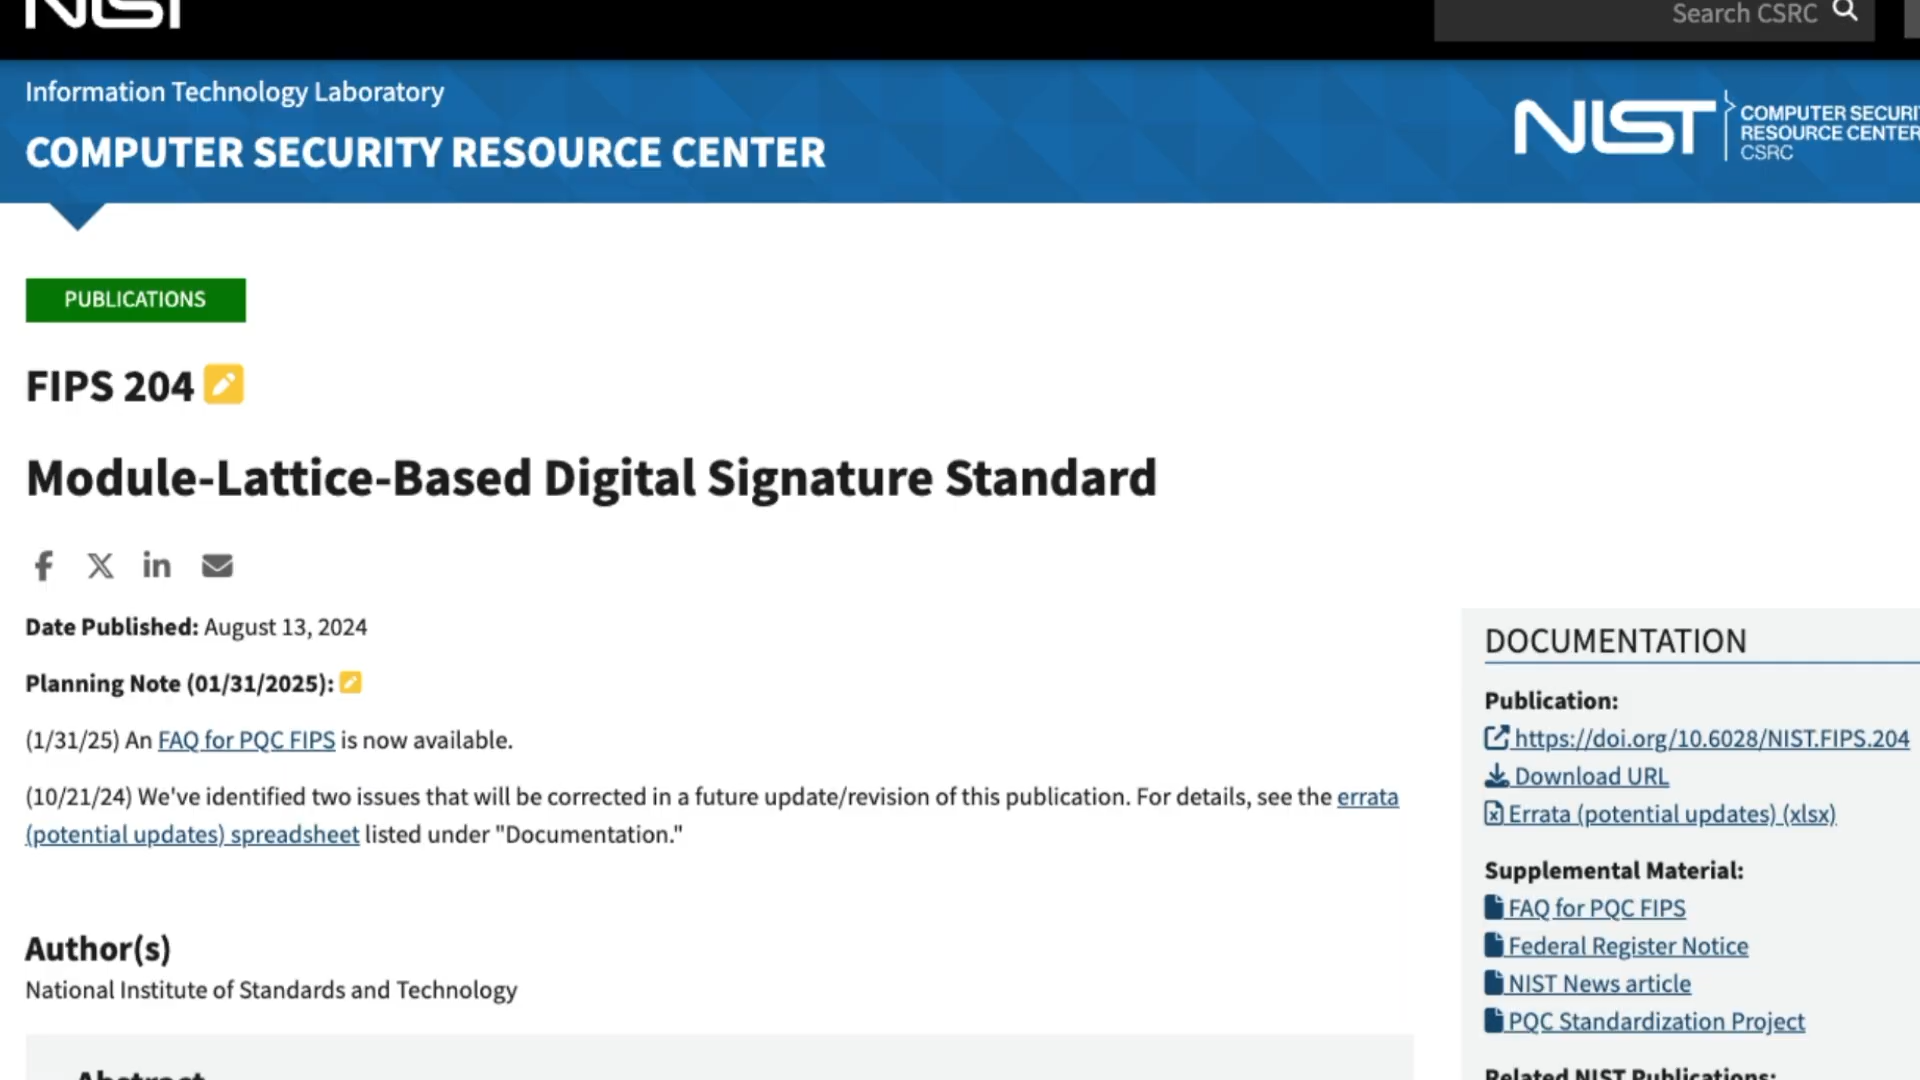 NIST
Search CSRC
Information Technology Laboratory
COMPUTER SECURITY RESOURCE CENTER
NIST
COMPUTER SECURI
RESOURCE CENTER
CSRC
PUBLICATIONS
FIPS 204
Module-Lattice-Based Digital Signature Standard
Date Published: August 13, 2024
Planning Note (01/31/2025):
(1/31/25) An FAQ for PQC FIPS is now available.
(10/21/24) We've identified two issues that will be corrected in a future update/revision of this publication. For details, see the errata
(potential updates) spreadsheet listed under "Documentation."
Author(s)
National Institute of Standards and Technology
Abstract
DOCUMENTATION
Publication:
https://doi.org/10.6028/NIST.FIPS.204
Download URL
Errata (potential updates) (xlsx)
Supplemental Material:
FAQ for PQC FIPS
Federal Register Notice
NIST News article
PQC Standardization Project
Related NIST Publications: